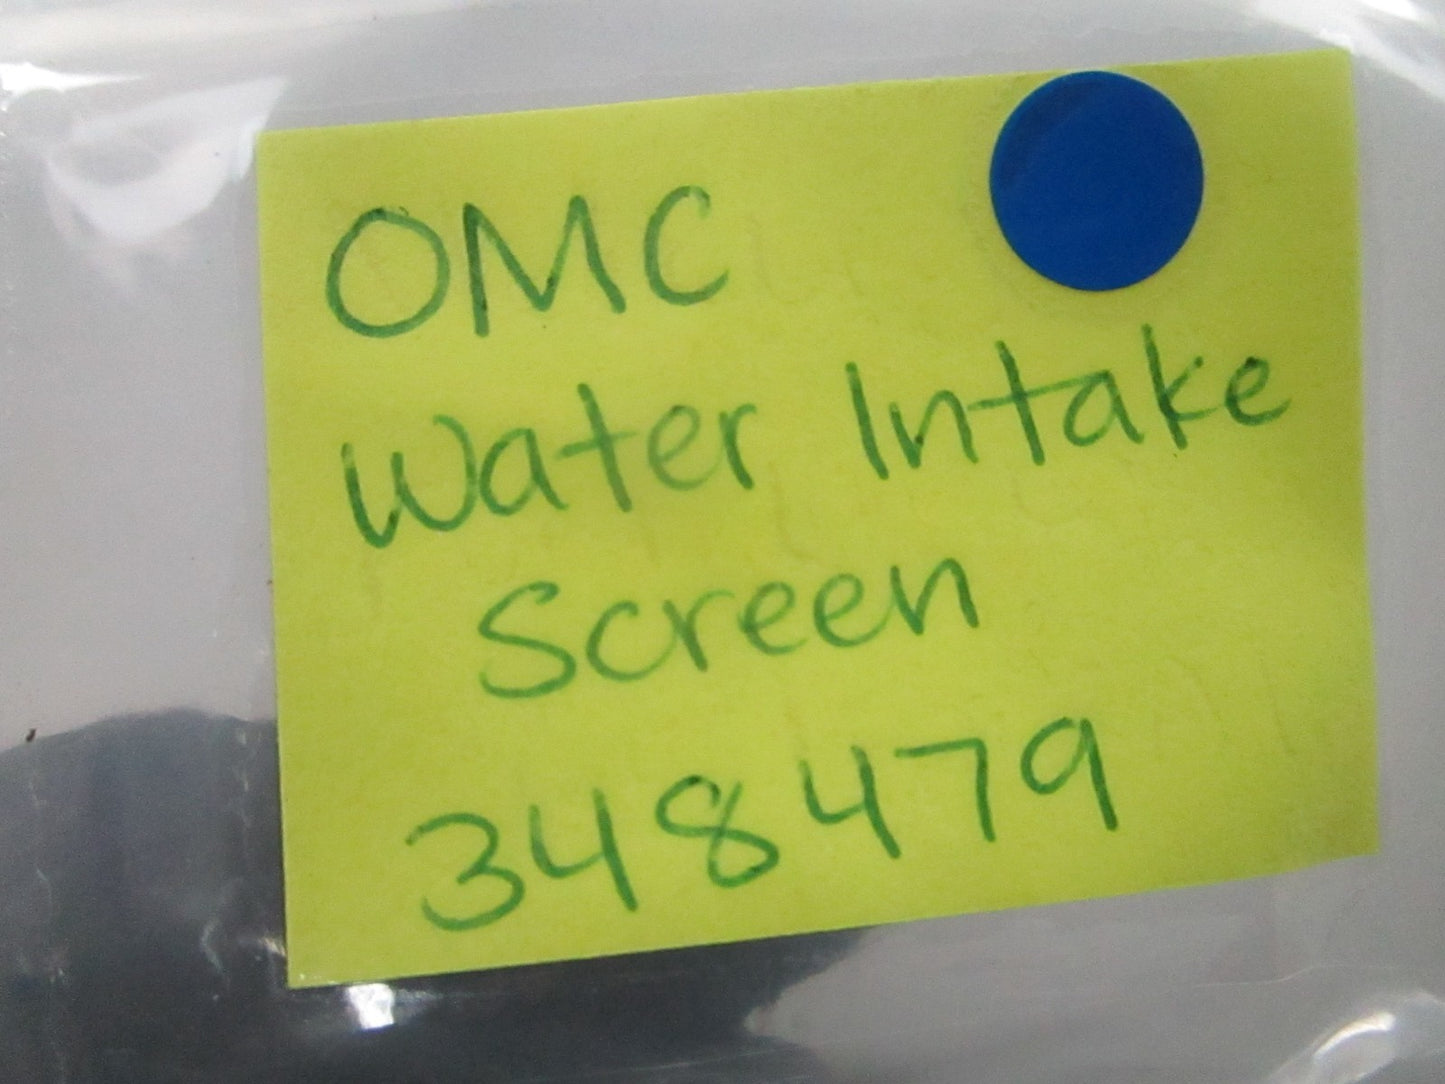 OMC
Water Intake
Screen
348479